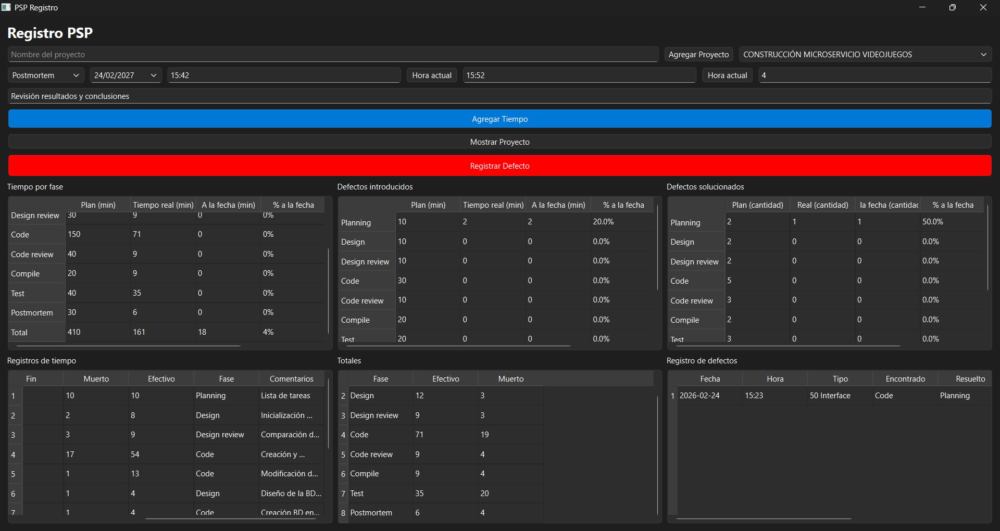 PSP Registro
Registro PSP
Nombre del proyecto Agregar Proyecto CONSTRUCCIÓN MICROSERVICIO VIDEOJUEGOS
Postmortem 24/02/2027 15:42 Hora actual 15:52 Hora actual 4
Revisión resultados y conclusiones
Agregar Tiempo
Mostrar Proyecto
Registrar Defecto
Tiempo por fase
Plan (min) Tiempo real (min) A la fecha (min) % a la fecha
Design review 30 9 0 0%
Code 150 71 0 0%
Code review 40 9 0 0%
Compile 20 9 0 0%
Test 40 35 0 0%
Postmortem 30 6 0 0%
Total 410 161 18 4%
Defectos introducidos
Plan (min) Tiempo real (min) A la fecha (min) % a la fecha
Planning 10 2 2 20.0%
Design 10 0 0 0.0%
Design review 10 0 0 0.0%
Code 30 0 0 0.0%
Code review 10 0 0 0.0%
Compile 20 0 0 0.0%
Test 20 0 0 0.0%
Defectos solucionados
Plan (cantidad) Real (cantidad) la fecha (cantidad % a la fecha
Planning 2 1 1 50.0%
Design 2 0 0 0.0%
Design review 2 0 0 0.0%
Code 5 0 0 0.0%
Code review 3 0 0 0.0%
Compile 2 0 0 0.0%
Test 3 0 0 0.0%
Registros de tiempo
Fin Muerto Efectivo Fase Comentarios
1 10 10 Planning Lista de tareas
2 2 8 Design Inicialización ...
3 3 9 Design review Comparación d...
4 17 54 Code Creación y ...
5 1 13 Code Modificación d...
6 1 4 Design Diseño de la BD...
7 1 4 Code Creación BD en...
Totales
Fase Efectivo Muerto
2 Design 12 3
3 Design review 9 3
4 Code 71 19
5 Code review 9 4
6 Compile 9 4
7 Test 35 20
8 Postmortem 6 4
Registro de defectos
Fecha Hora Tipo Encontrado Resuelto
1 2026-02-24 15:23 50 Interface Code Planning